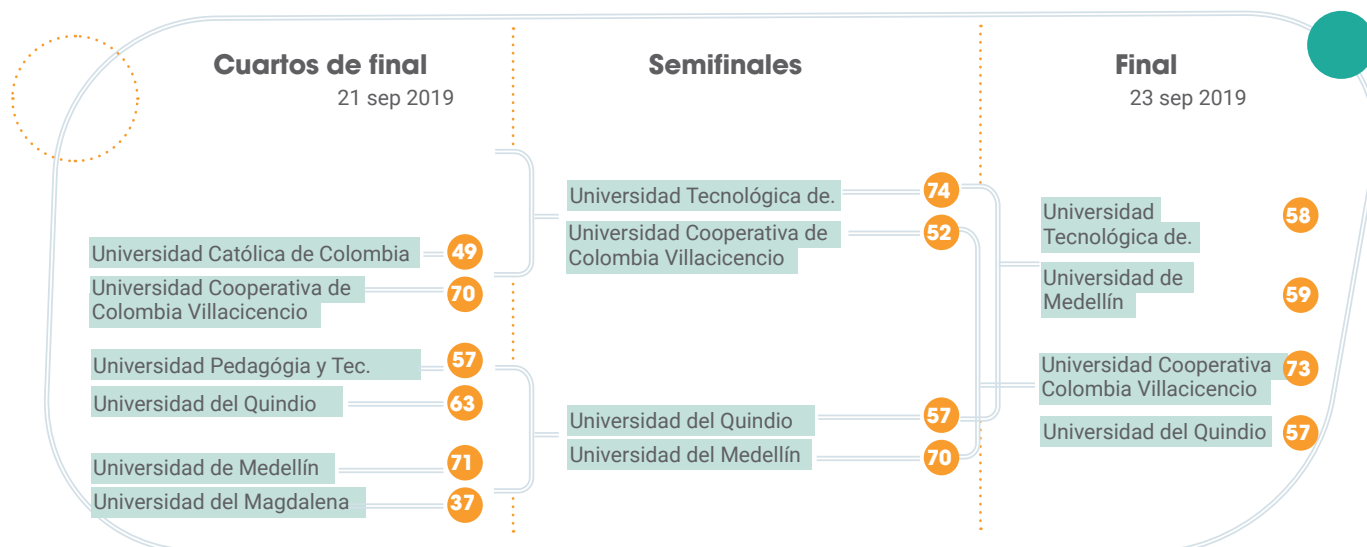 Cuartos de final
21 sep 2019
Universidad Católica de Colombia 49
Universidad Cooperativa de
Colombia Villacicencio 70
Universidad Pedagógia y Tec. 57
Universidad del Quindio 63
Universidad de Medellín 71
Universidad del Magdalena 37
Semifinales
Universidad Tecnológica de. 74
Universidad Cooperativa de
Colombia Villacicencio 52
Universidad del Quindio 57
Universidad del Medellín 70
Final
23 sep 2019
Universidad
Tecnológica de. 58
Universidad de
Medellín 59
Universidad Cooperativa
Colombia Villacicencio 73
Universidad del Quindio 57